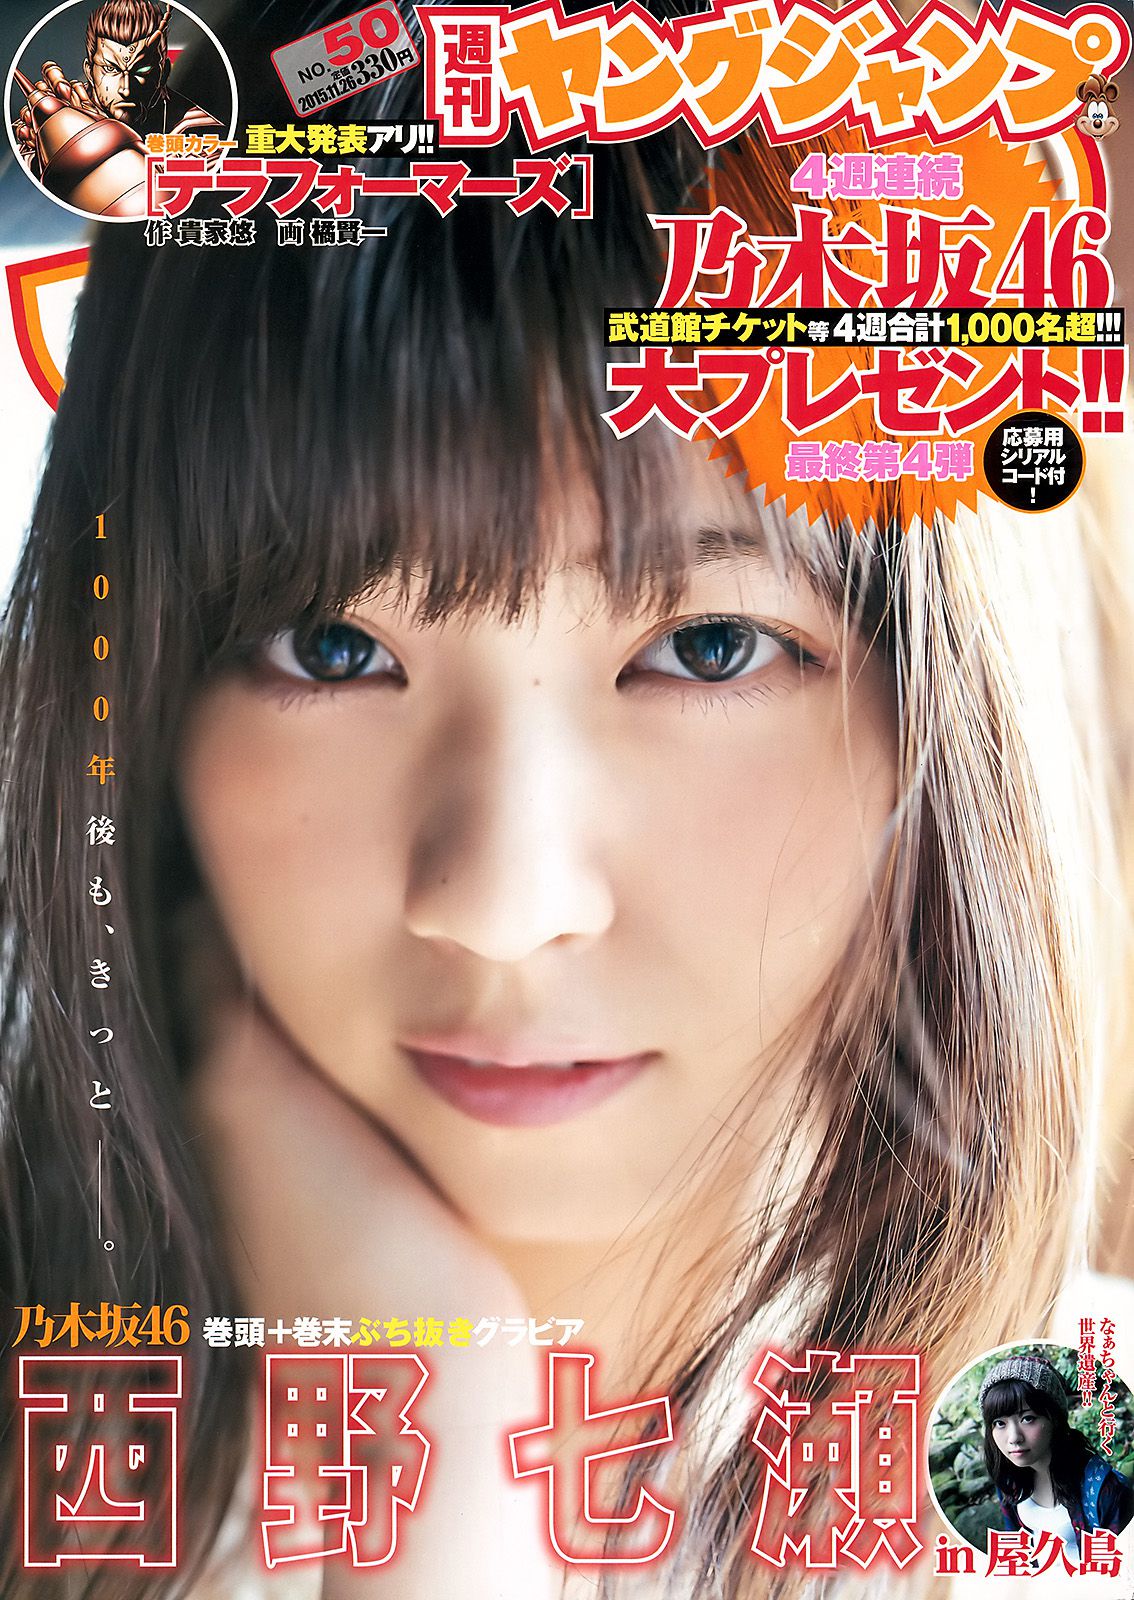 NO.50
2015.11.26
定価330円
週刊ヤングジャンプ
巻頭カラー 重大発表アリ!!
[テラフォーマーズ]
作 貴家悠 画 橘賢一
4週連続
乃木坂46
武道館チケット等4週合計1,000名超!!!
大プレゼント!!
最終第4弾
応募用
シリアル
コード付
!
1000年後も、きっと――。
乃木坂46 巻頭+巻末ぶち抜きグラビア
西野七瀬
なぁちゃんと行く
世界遺産!!
in 屋久島